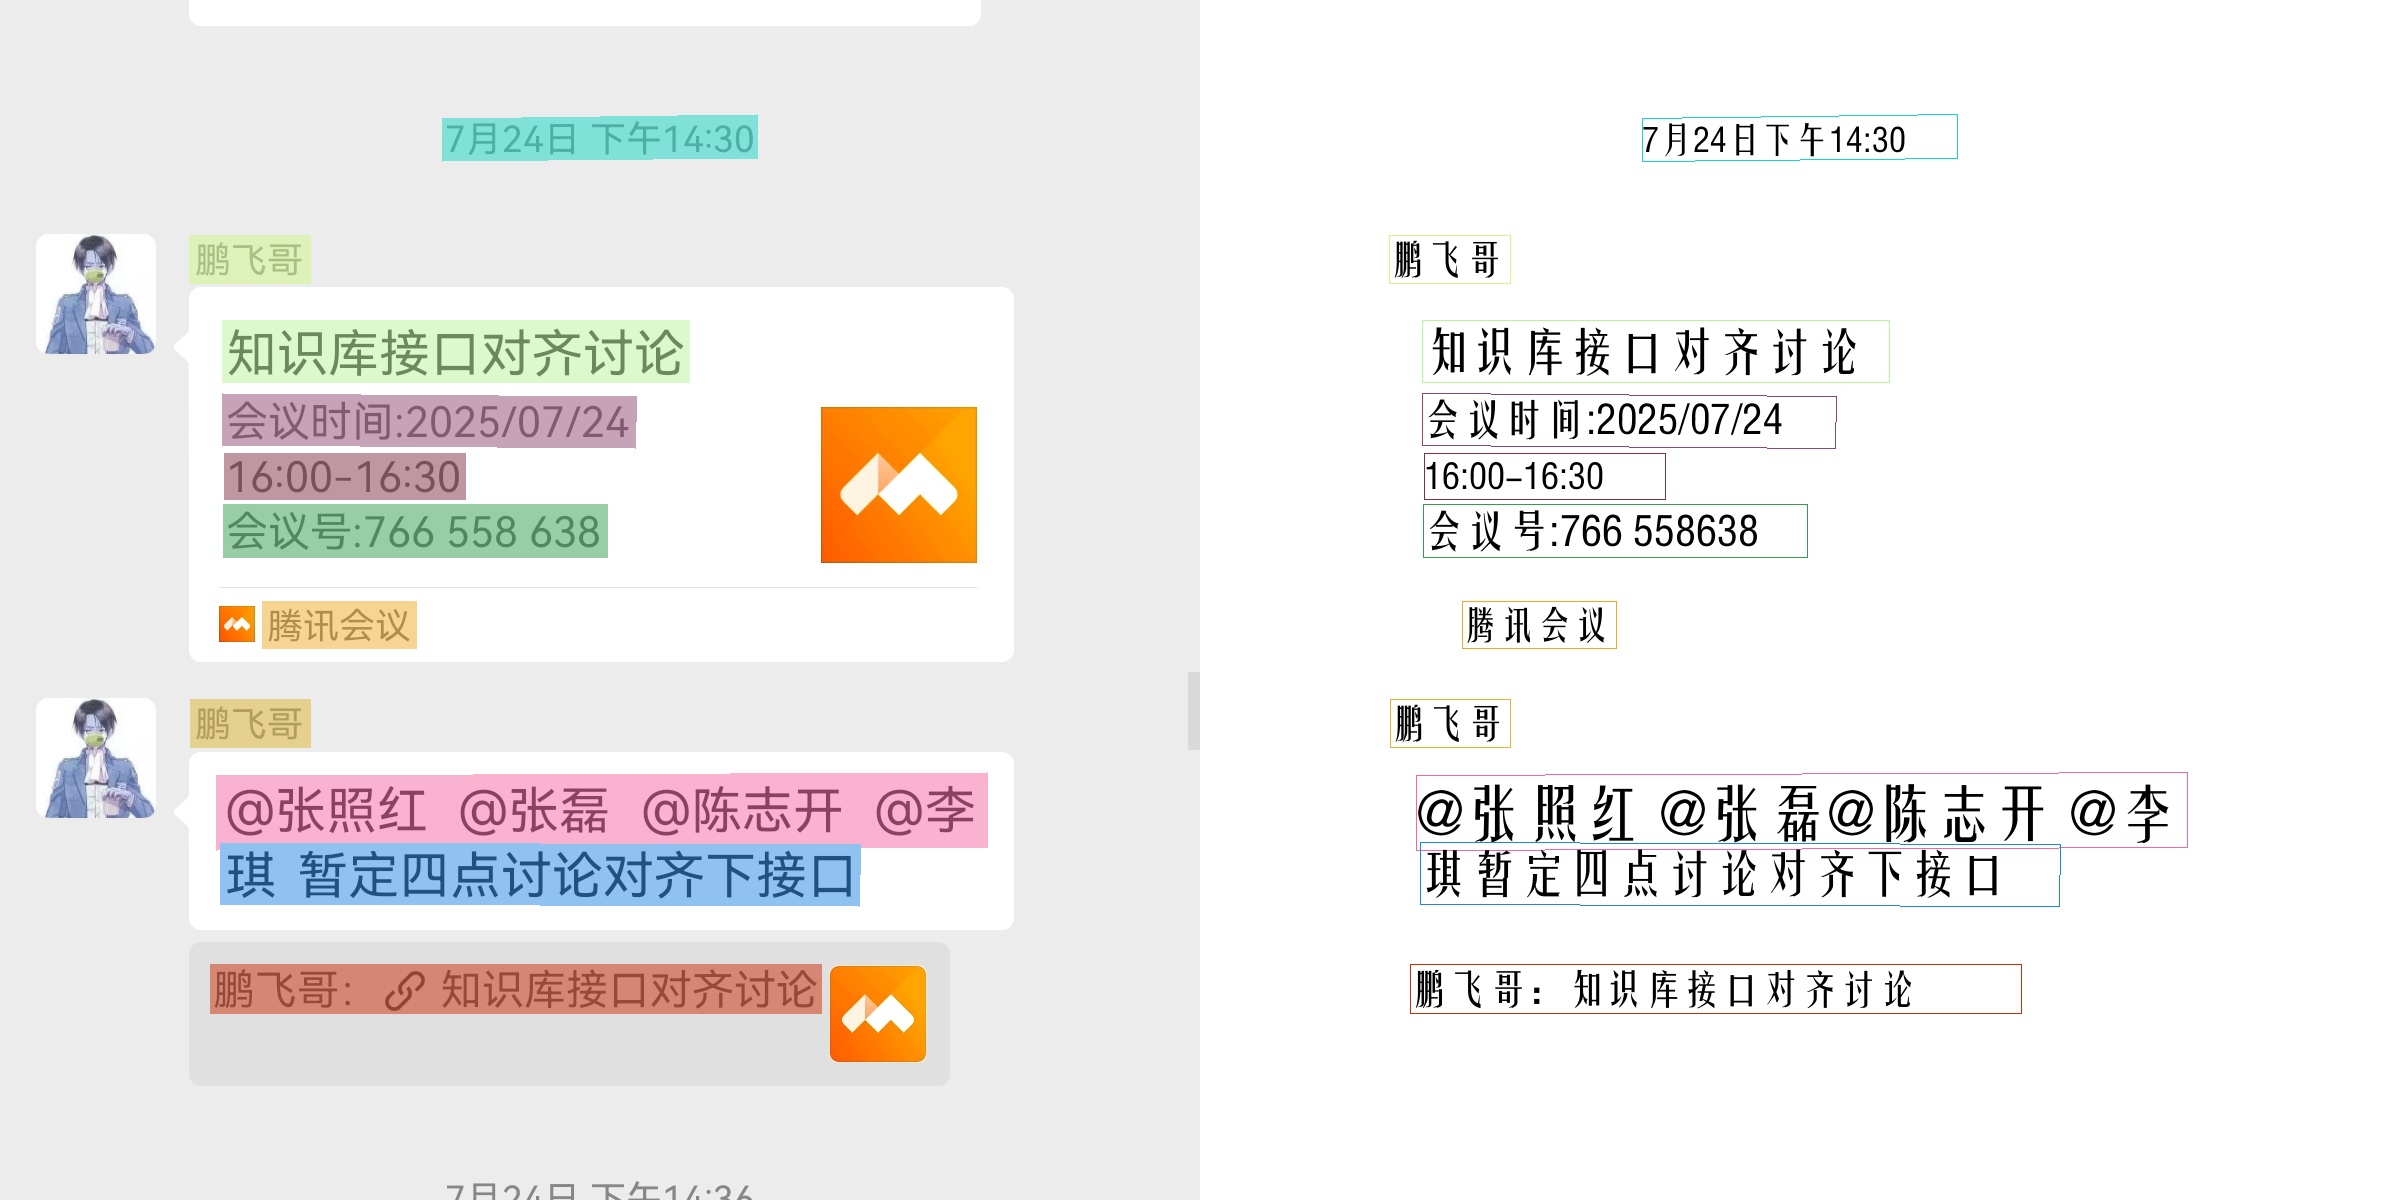 7月24日 下午14:30
鹏飞哥
知识库接口对齐讨论
会议时间:2025/07/24
16:00-16:30
会议号:766 558 638
腾讯会议
鹏飞哥
@张照红 @张磊 @陈志开 @李
琪 暂定四点讨论对齐下接口
鹏飞哥： 知识库接口对齐讨论
7月24日 下午14:36
7月24日下午14:30
鹏飞哥
知识库接口对齐讨论
会议时间:2025/07/24
16:00-16:30
会议号:766 558638
腾讯会议
鹏飞哥
@张照红 @张磊@陈志开 @李
琪暂定四点讨论对齐下接口
鹏飞哥：知识库接口对齐讨论